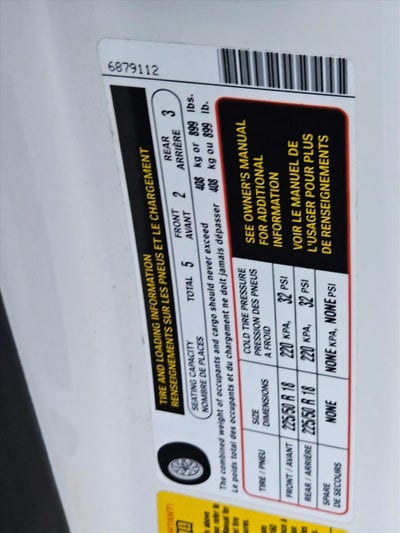 6879112
TIRE AND LOADING INFORMATION
RENSEIGNEMENTS SUR LES PNEUS ET LE CHARGEMENT
SEATING CAPACITY TOTAL 5 FRONT 2 REAR 3
NOMBRE DE PLACES AVANT ARRIÈRE
The combined weight of occupants and cargo should never exceed 408 kg or 899 lbs.
Le poids total des occupants et du chargement ne doit jamais dépasser 408 kg ou 899 lb.
TIRE / PNEU SIZE DIMENSIONS COLD TIRE PRESSURE PRESSION DES PNEUS A FROID
FRONT / AVANT 225/50 R 18 220 KPA, 32 PSI
REAR / ARRIÈRE 225/50 R 18 220 KPA, 32 PSI
SPARE DE SECOURS NONE NONE KPA, NONE PSI
SEE OWNER'S MANUAL
FOR ADDITIONAL
INFORMATION
VOIR LE MANUEL DE
L'USAGER POUR PLUS
DE RENSEIGNEMENTS